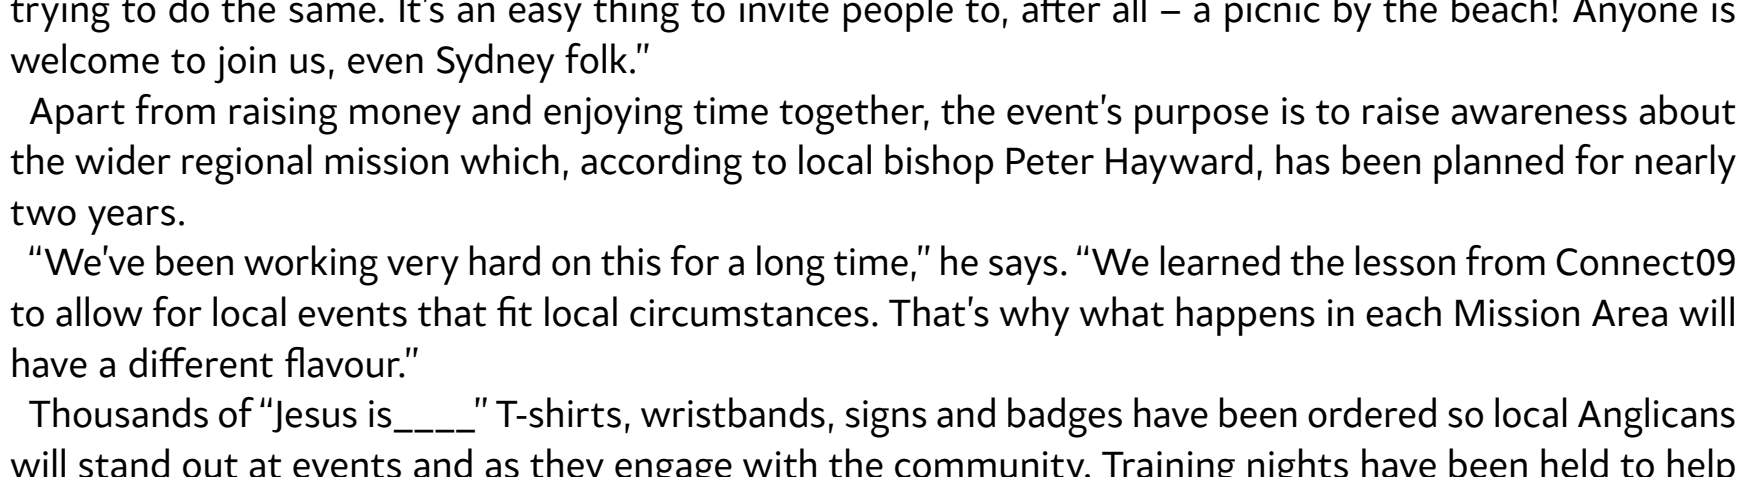 trying to do the same. It’s an easy thing to invite people to, after all – a picnic by the beach! Anyone is
welcome to join us, even Sydney folk.”
Apart from raising money and enjoying time together, the event’s purpose is to raise awareness about
the wider regional mission which, according to local bishop Peter Hayward, has been planned for nearly
two years.
“We’ve been working very hard on this for a long time,” he says. “We learned the lesson from Connect09
to allow for local events that fit local circumstances. That’s why what happens in each Mission Area will
have a different flavour.”
Thousands of “Jesus is____” T-shirts, wristbands, signs and badges have been ordered so local Anglicans
will stand out at events and as they engage with the community. Training nights have been held to help